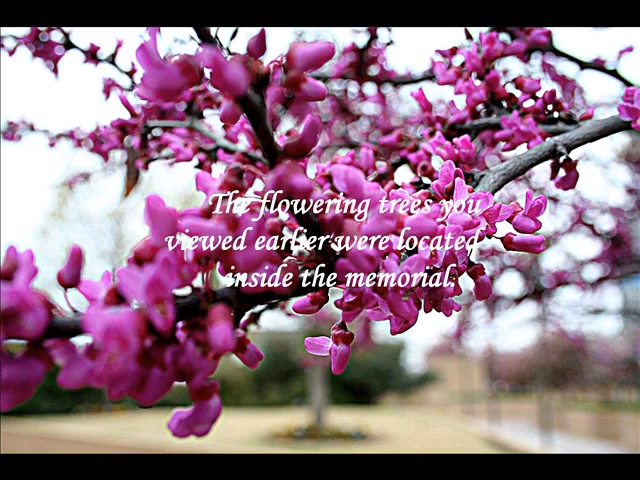 The flowering trees you
viewed earlier were located
inside the memorial.